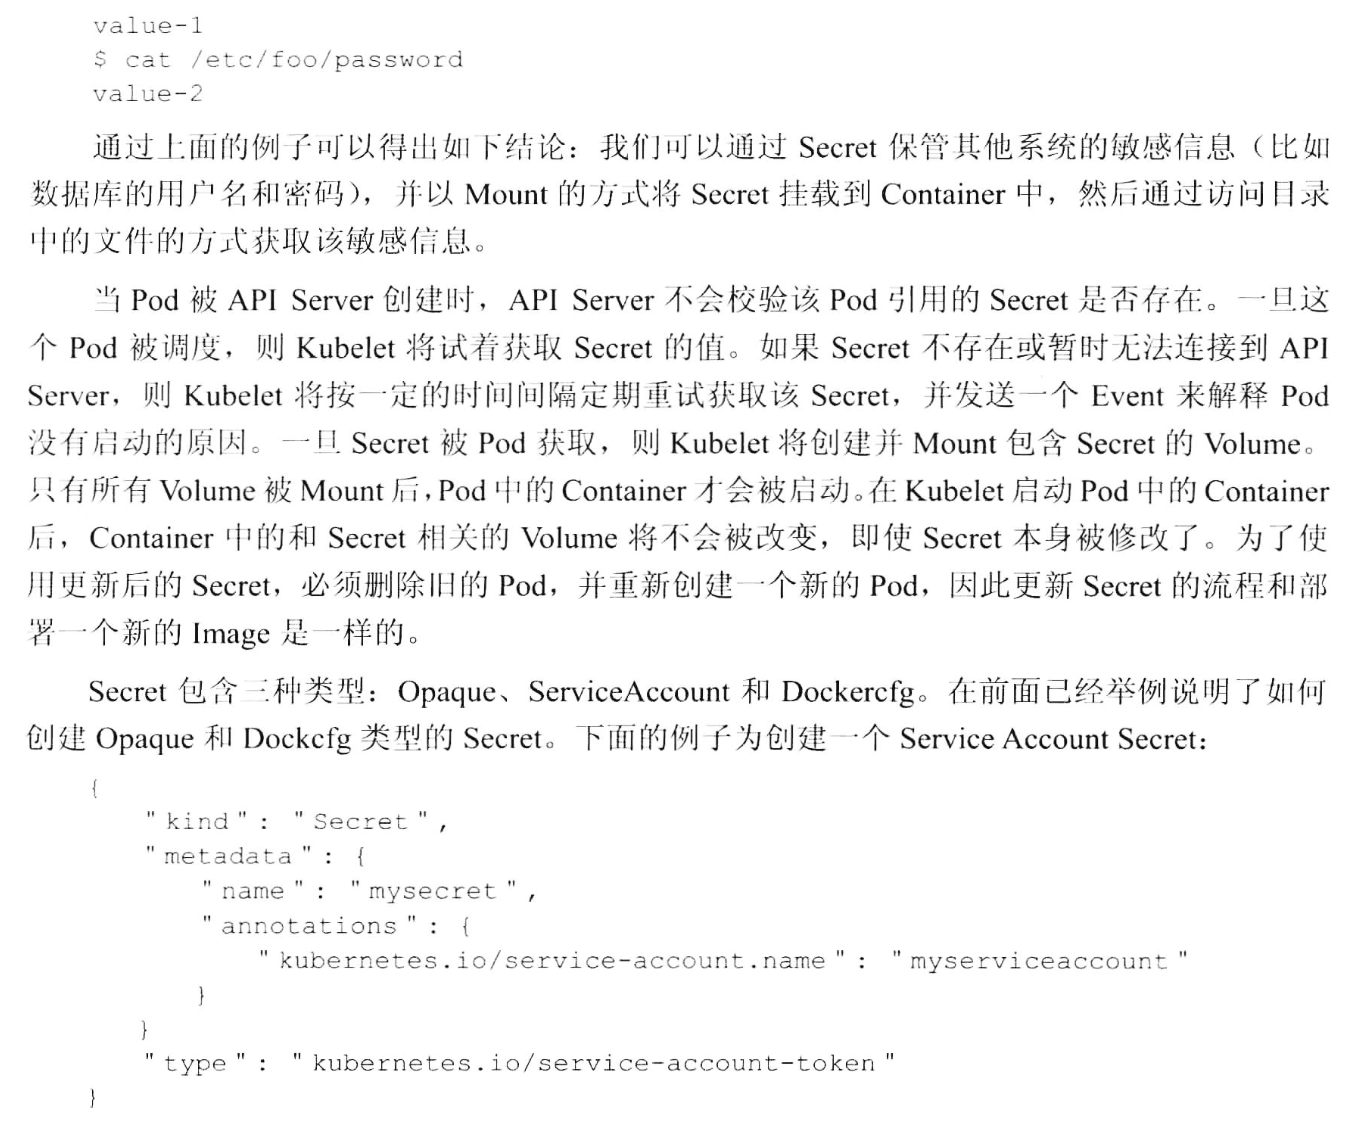 value-1
$ cat /etc/foo/password
value-2
通过上面的例子可以得出如下结论：我们可以通过 Secret 保管其他系统的敏感信息（比如
数据库的用户名和密码），并以 Mount 的方式将 Secret 挂载到 Container 中，然后通过访问目录
中的文件的方式获取该敏感信息。
当 Pod 被 API Server 创建时，API Server 不会校验该 Pod 引用的 Secret 是否存在。一旦这
个 Pod 被调度，则 Kubelet 将试着获取 Secret 的值。如果 Secret 不存在或暂时无法连接到 API
Server，则 Kubelet 将按一定的时间间隔定期重试获取该 Secret，并发送一个 Event 来解释 Pod
没有启动的原因。一旦 Secret 被 Pod 获取，则 Kubelet 将创建并 Mount 包含 Secret 的 Volume。
只有所有 Volume 被 Mount 后，Pod 中的 Container 才会被启动。在 Kubelet 启动 Pod 中的 Container
后，Container 中的和 Secret 相关的 Volume 将不会被改变，即使 Secret 本身被修改了。为了使
用更新后的 Secret，必须删除旧的 Pod，并重新创建一个新的 Pod，因此更新 Secret 的流程和部
署一个新的 Image 是一样的。
Secret 包含三种类型：Opaque、ServiceAccount 和 Dockercfg。在前面已经举例说明了如何
创建 Opaque 和 Dockcfg 类型的 Secret。下面的例子为创建一个 Service Account Secret：
{
"kind": "Secret",
"metadata": {
"name": "mysecret",
"annotations": {
"kubernetes.io/service-account.name": "myserviceaccount"
}
}
"type": "kubernetes.io/service-account-token"
}